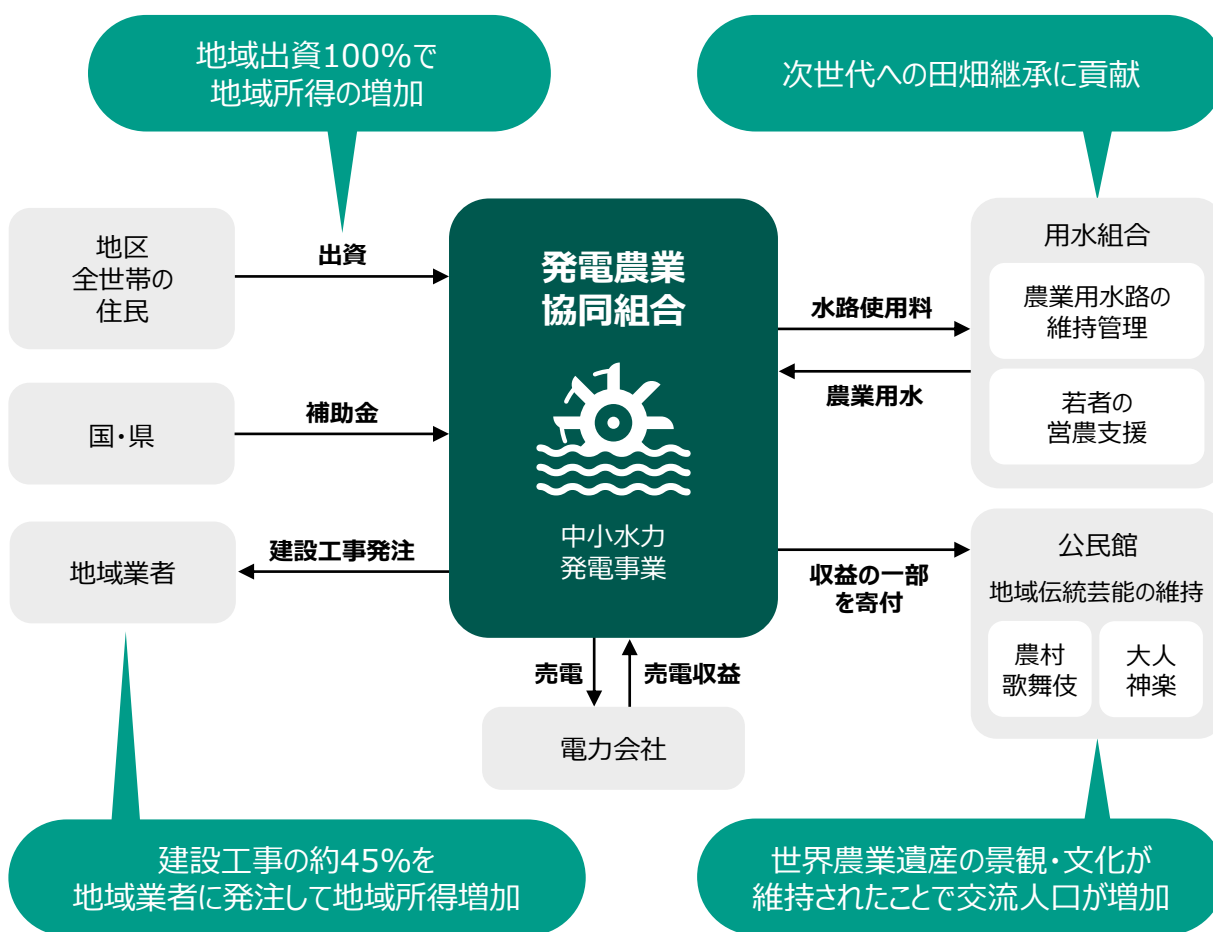 地域出資100%で
地域所得の増加
次世代への田畑継承に貢献
地区
全世帯の
住民
出資
発電農業
協同組合
水路使用料
農業用水
用水組合
農業用水路の
維持管理
若者の
営農支援
国・県
補助金
地域業者
建設工事発注
中小水力
発電事業
収益の一部
を寄付
公民館
地域伝統芸能の維持
農村
歌舞伎
大人
神楽
売電
売電収益
電力会社
建設工事の約45%を
地域業者に発注して地域所得増加
世界農業遺産の景観・文化が
維持されたことで交流人口が増加